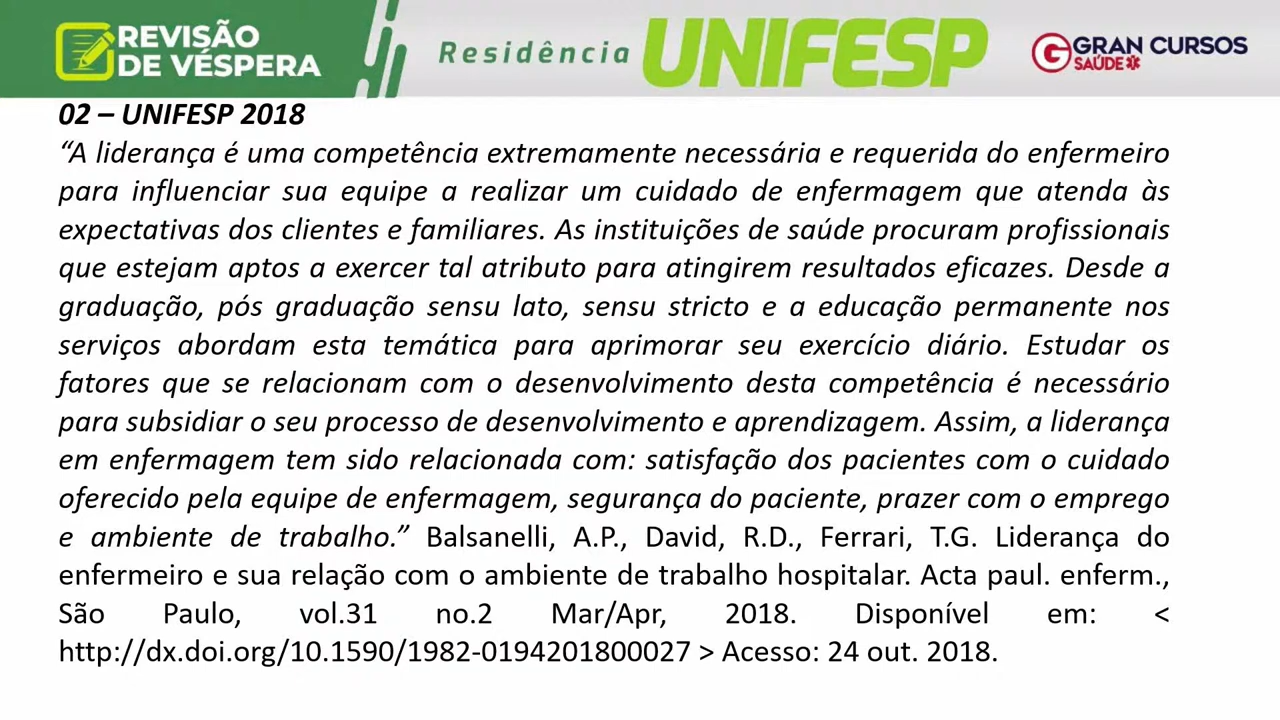 REVISÃO
DE VÉSPERA
Residência UNIFESP
GRAN CURSOS
SAÚDE
02 – UNIFESP 2018
“A liderança é uma competência extremamente necessária e requerida do enfermeiro
para influenciar sua equipe a realizar um cuidado de enfermagem que atenda às
expectativas dos clientes e familiares. As instituições de saúde procuram profissionais
que estejam aptos a exercer tal atributo para atingirem resultados eficazes. Desde a
graduação, pós graduação sensu lato, sensu stricto e a educação permanente nos
serviços abordam esta temática para aprimorar seu exercício diário. Estudar os
fatores que se relacionam com o desenvolvimento desta competência é necessário
para subsidiar o seu processo de desenvolvimento e aprendizagem. Assim, a liderança
em enfermagem tem sido relacionada com: satisfação dos pacientes com o cuidado
oferecido pela equipe de enfermagem, segurança do paciente, prazer com o emprego
e ambiente de trabalho.” Balsanelli, A.P., David, R.D., Ferrari, T.G. Liderança do
enfermeiro e sua relação com o ambiente de trabalho hospitalar. Acta paul. enferm.,
São Paulo, vol.31 no.2 Mar/Apr, 2018. Disponível em: <
http://dx.doi.org/10.1590/1982-0194201800027 > Acesso: 24 out. 2018.